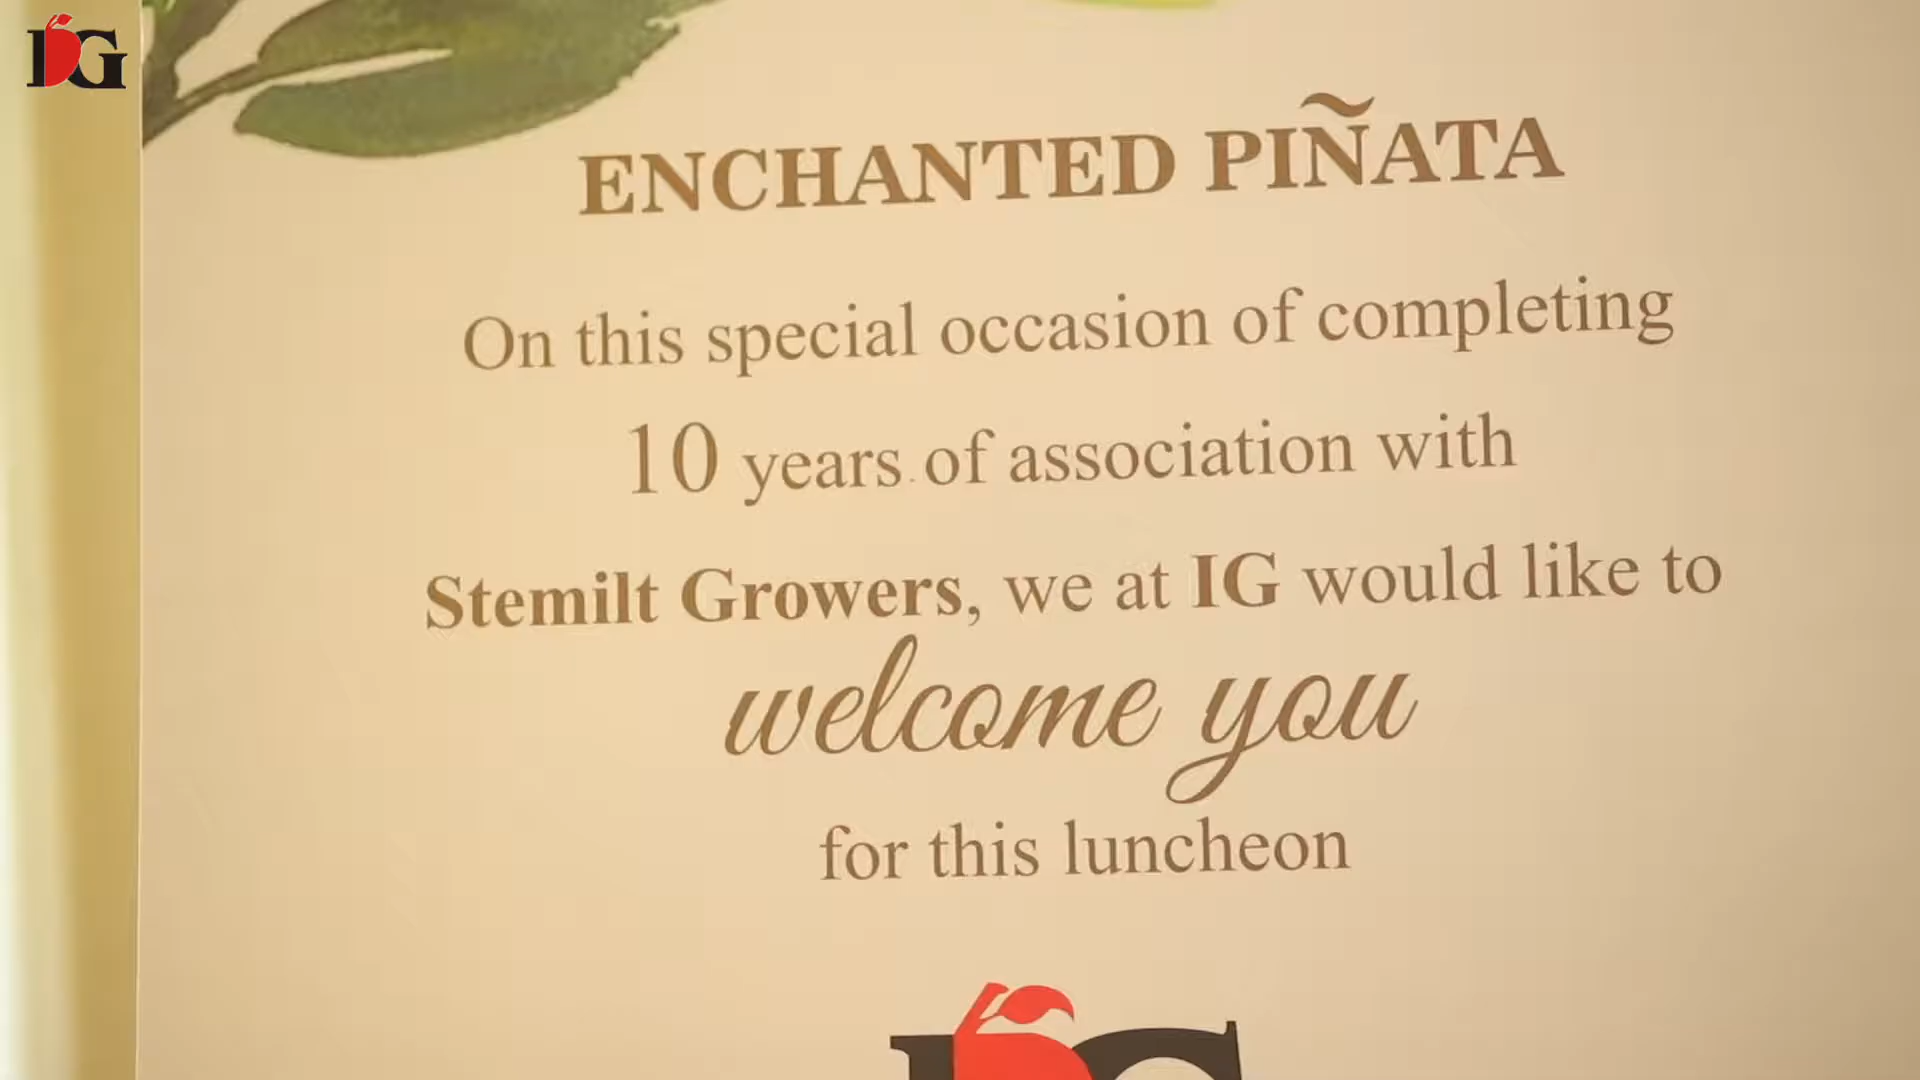 IG
ENCHANTED PIÑATA
On this special occasion of completing
10 years of association with
Stemilt Growers, we at IG would like to
welcome you
for this luncheon
IG